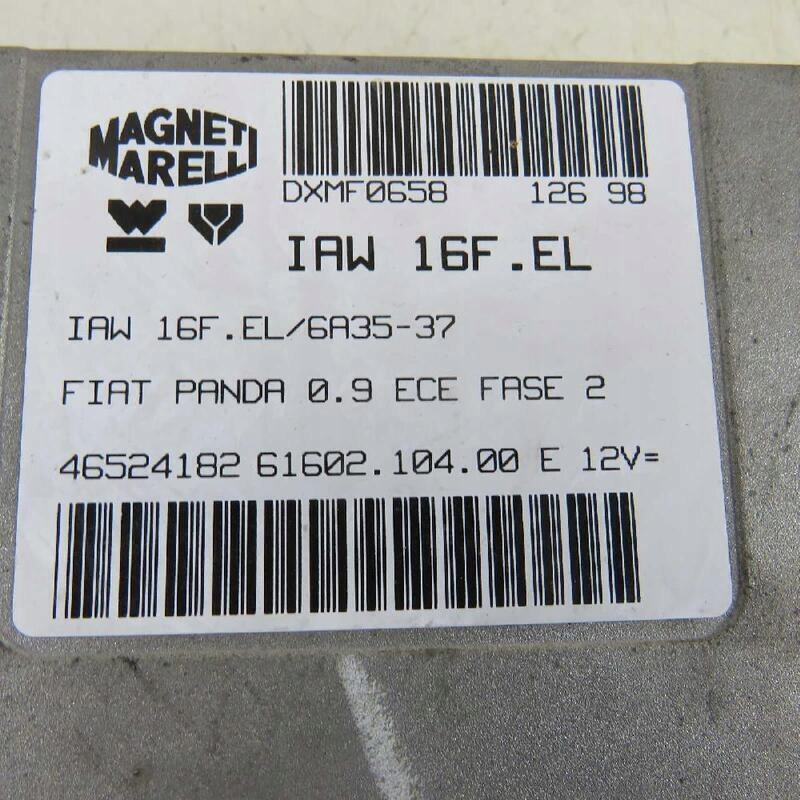 MAGNETI
MARELLI
DXMF0658 126 98
W
IAW 16F.EL
IAW 16F.EL/6A35-37
FIAT PANDA 0.9 ECE FASE 2
46524182 61602.104.00 E 12V=